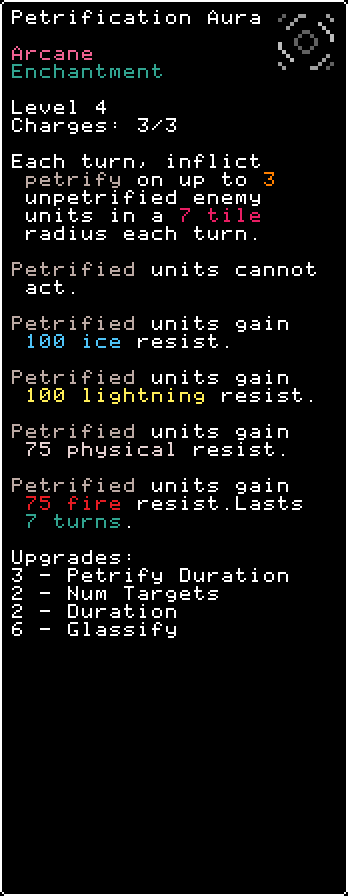 Petrification Aura
Arcane
Enchantment
Level 4
Charges: 3/3
Each turn, inflict
petrify on up to 3
unpetrified enemy
units in a 7 tile
radius each turn.
Petrified units cannot
act.
Petrified units gain
100 ice resist.
Petrified units gain
100 lightning resist.
Petrified units gain
75 physical resist.
Petrified units gain
75 fire resist.Lasts
7 turns.
Upgrades:
3 - Petrify Duration
2 - Num Targets
2 - Duration
6 - Glassify